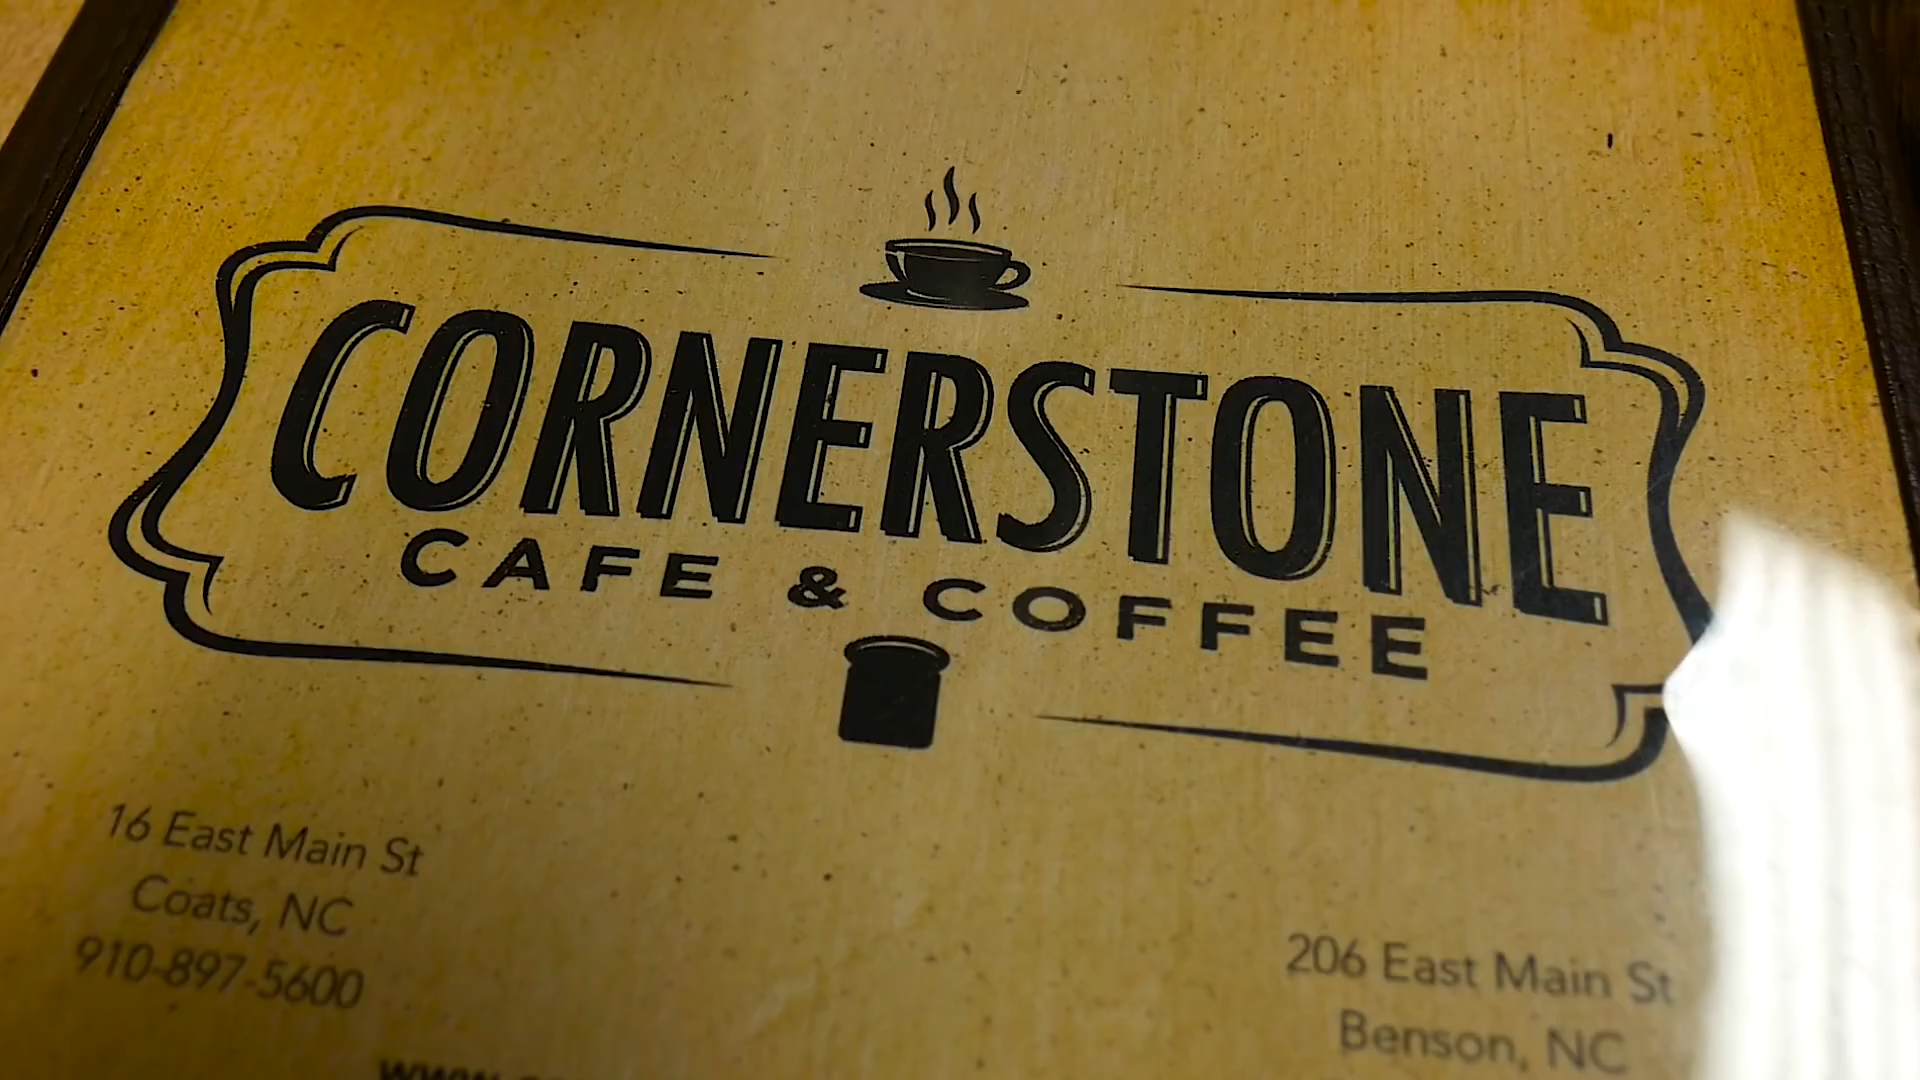 CORNERSTONE
CAFE & COFFEE
16 East Main St
Coats, NC
910-897-5600
206 East Main St
Benson, NC